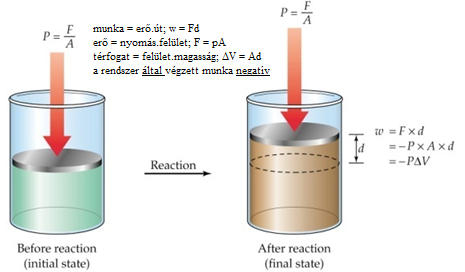 P = F/A
munka = erő.út; w = Fd
erő = nyomás.felület; F = pA
térfogat = felület.magasság; ΔV = Ad
a rendszer által végzett munka negatív
P = F/A
Reaction
d
w = F × d
= −P × A × d
= −PΔV
Before reaction
(initial state)
After reaction
(final state)